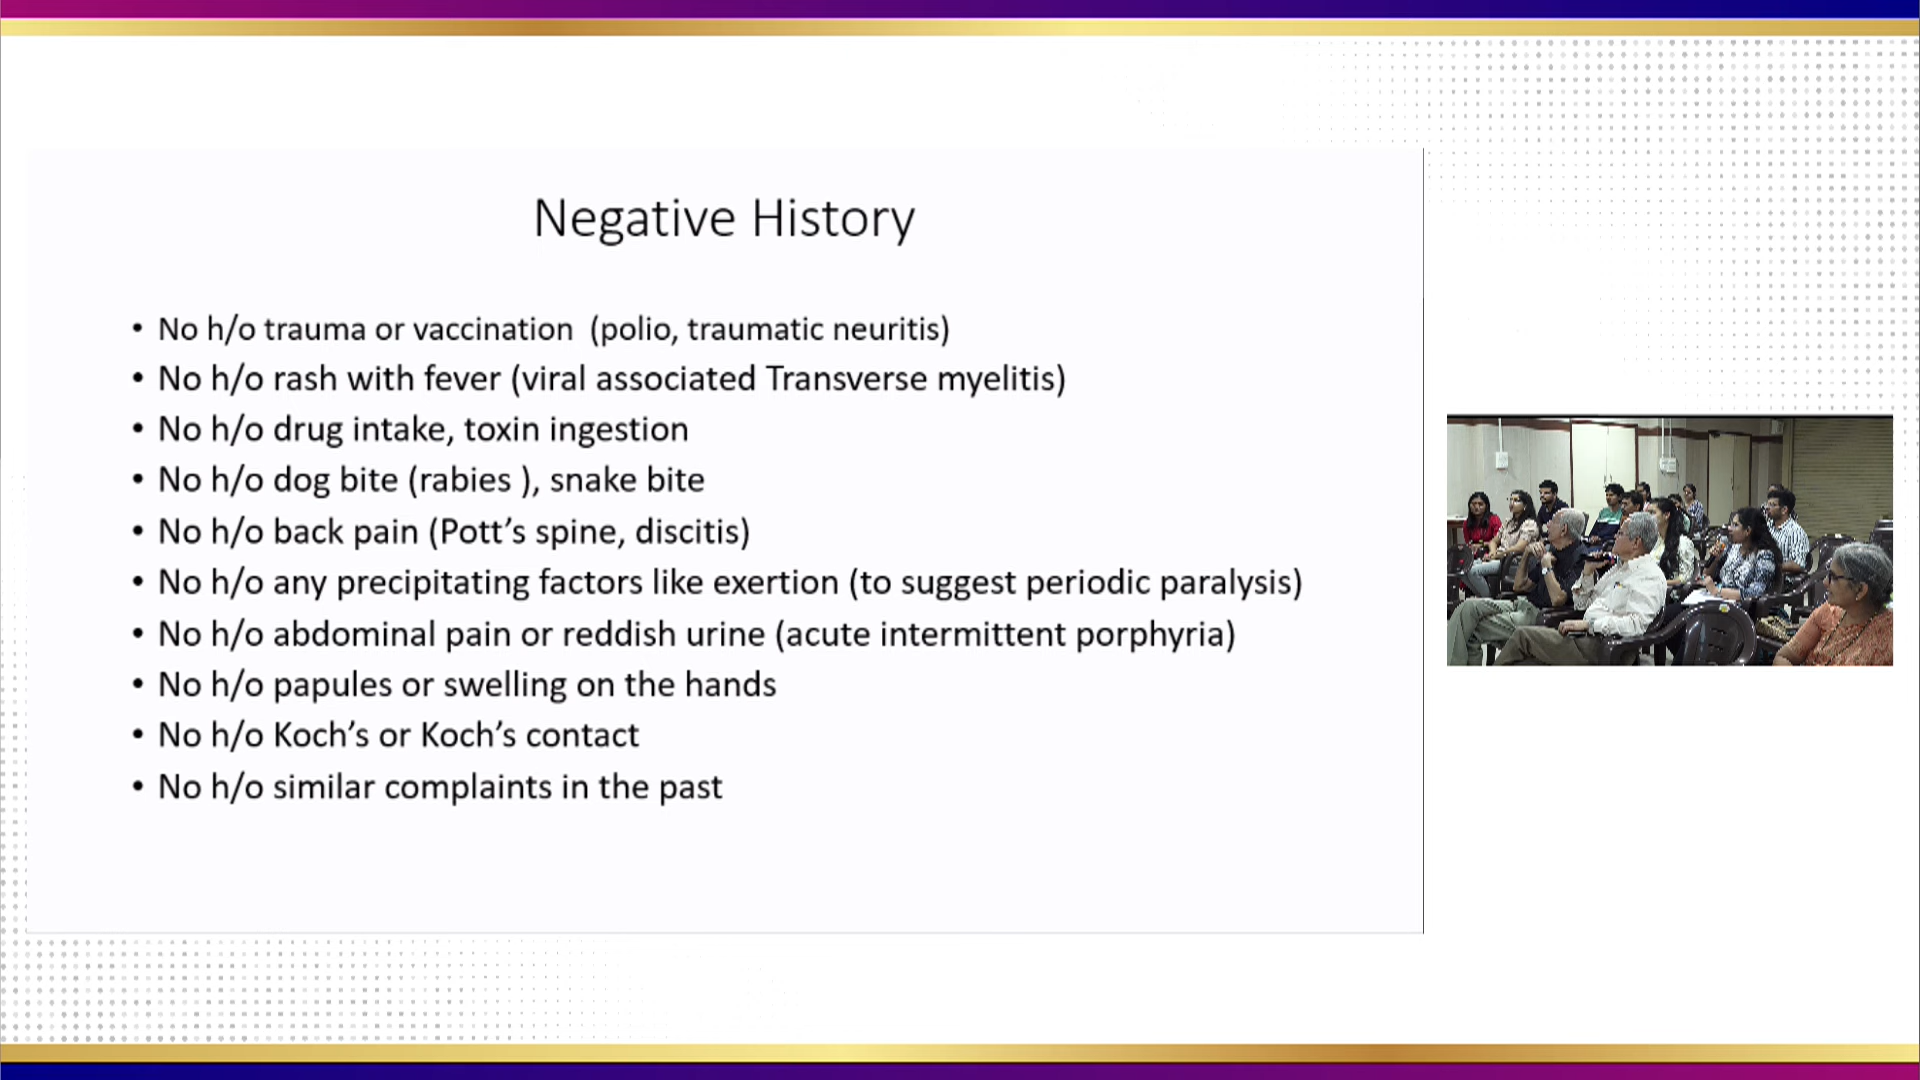 Negative History
• No h/o trauma or vaccination (polio, traumatic neuritis)
• No h/o rash with fever (viral associated Transverse myelitis)
• No h/o drug intake, toxin ingestion
• No h/o dog bite (rabies ), snake bite
• No h/o back pain (Pott’s spine, discitis)
• No h/o any precipitating factors like exertion (to suggest periodic paralysis)
• No h/o abdominal pain or reddish urine (acute intermittent porphyria)
• No h/o papules or swelling on the hands
• No h/o Koch’s or Koch’s contact
• No h/o similar complaints in the past